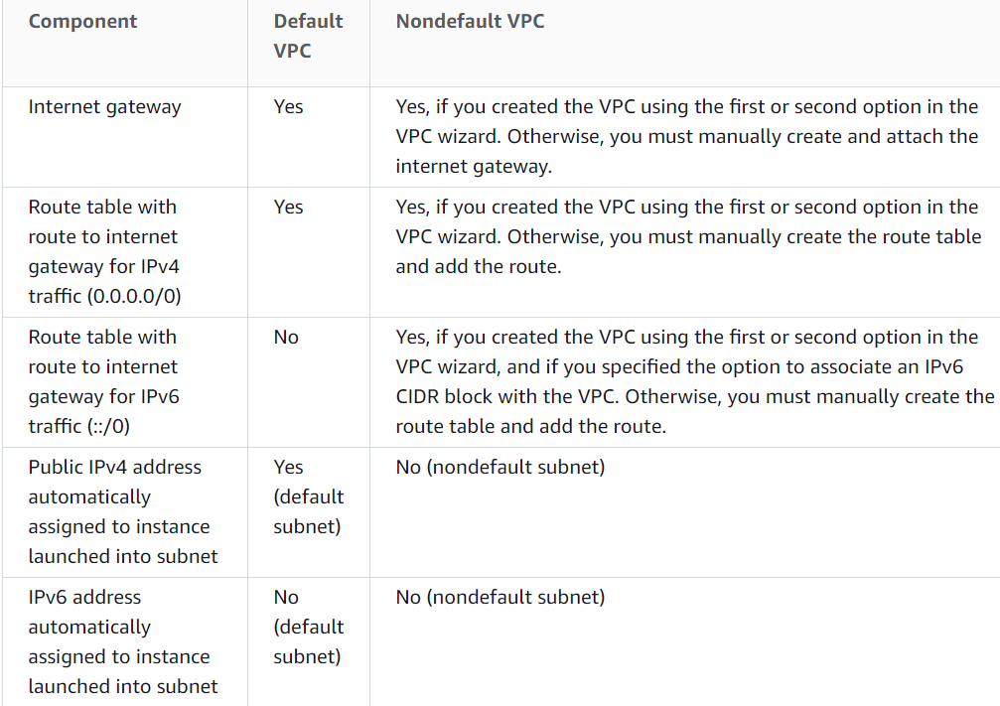 Component
Default
VPC
Nondefault VPC
Internet gateway
Yes
Yes, if you created the VPC using the first or second option in the
VPC wizard. Otherwise, you must manually create and attach the
internet gateway.
Route table with
route to internet
gateway for IPv4
traffic (0.0.0.0/0)
Yes
Yes, if you created the VPC using the first or second option in the
VPC wizard. Otherwise, you must manually create the route table
and add the route.
Route table with
route to internet
gateway for IPv6
traffic (::/0)
No
Yes, if you created the VPC using the first or second option in the
VPC wizard, and if you specified the option to associate an IPv6
CIDR block with the VPC. Otherwise, you must manually create the
route table and add the route.
Public IPv4 address
automatically
assigned to instance
launched into subnet
Yes
(default
subnet)
No (nondefault subnet)
IPv6 address
automatically
assigned to instance
launched into subnet
No
(default
subnet)
No (nondefault subnet)